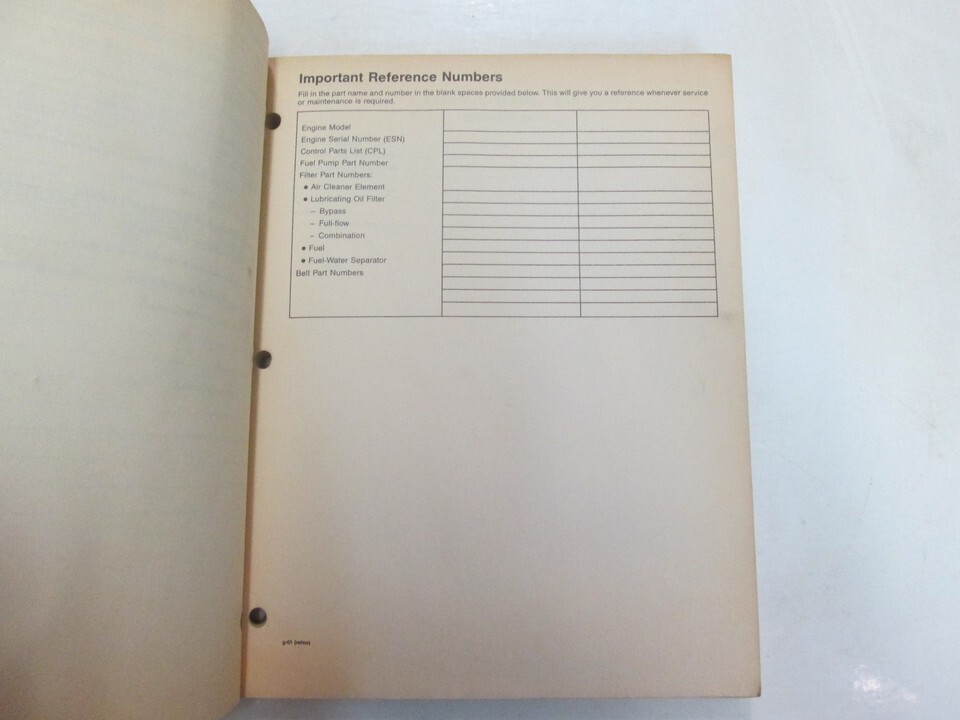 Important Reference Numbers
Fill in the part name and number in the blank spaces provided below. This will give you a reference whenever service
or maintenance is required.
Engine Model
Engine Serial Number (ESN)
Control Parts List (CPL)
Fuel Pump Part Number
Filter Part Numbers:
● Air Cleaner Element
● Lubricating Oil Filter
– Bypass
– Full-flow
– Combination
● Fuel
● Fuel-Water Separator
Belt Part Numbers